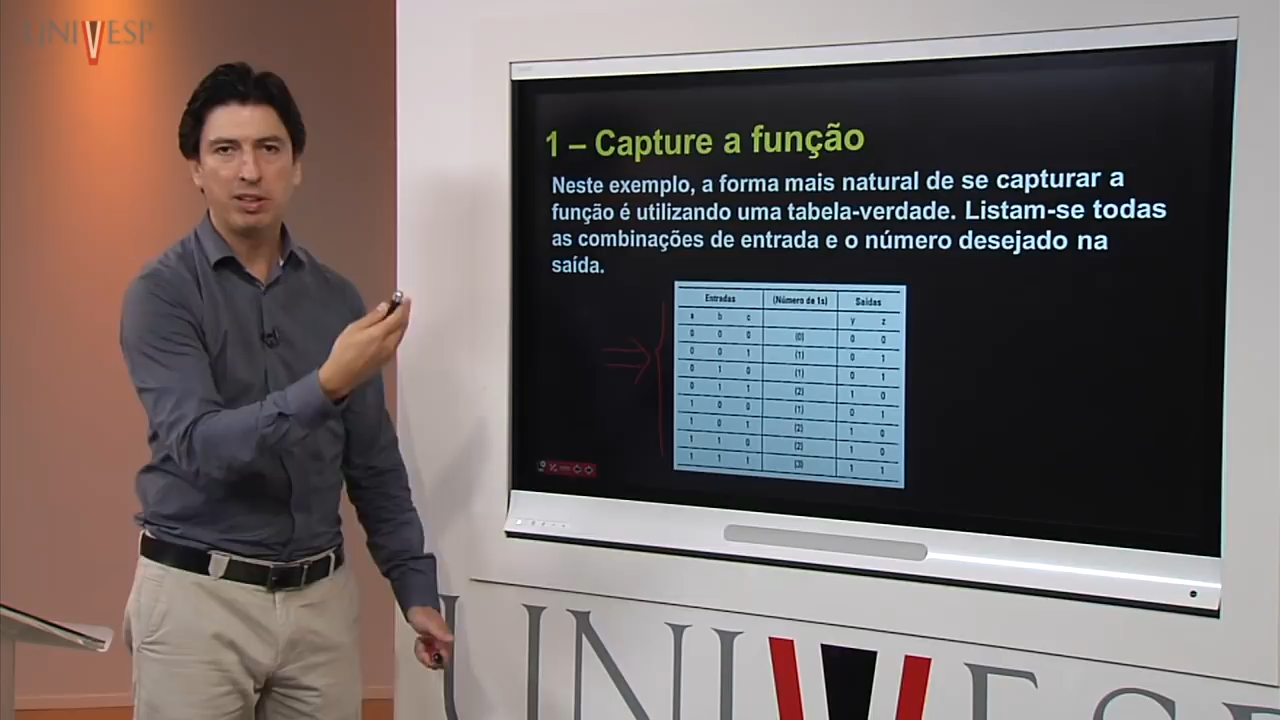 UNIVESP
1 – Capture a função
Neste exemplo, a forma mais natural de se capturar a
função é utilizando uma tabela-verdade. Listam-se todas
as combinações de entrada e o número desejado na
saída.
Entradas (Número de 1s) Saídas
a b c y z
0 0 0 (0) 0 0
0 0 1 (1) 0 1
0 1 0 (1) 0 1
0 1 1 (2) 1 0
1 0 0 (1) 0 1
1 0 1 (2) 1 0
1 1 0 (2) 1 0
1 1 1 (3) 1 1
UNIVESP